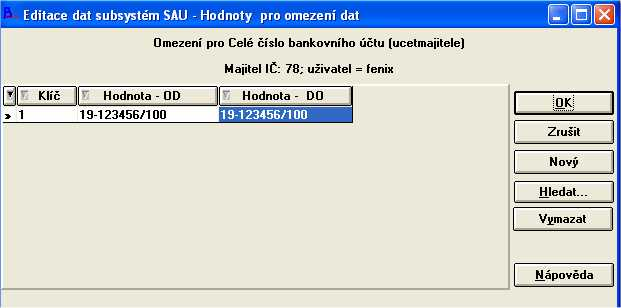 Editace dat subsystém SAU - Hodnoty pro omezení dat
Omezení pro Celé číslo bankovního účtu (ucetmajitele)
Majitel IČ: 78; uživatel = fenix
Klíč Hodnota - OD Hodnota - DO
1 19-123456/100 19-123456/100
OK
Zrušit
Nový
Hledat...
Vymazat
Nápověda